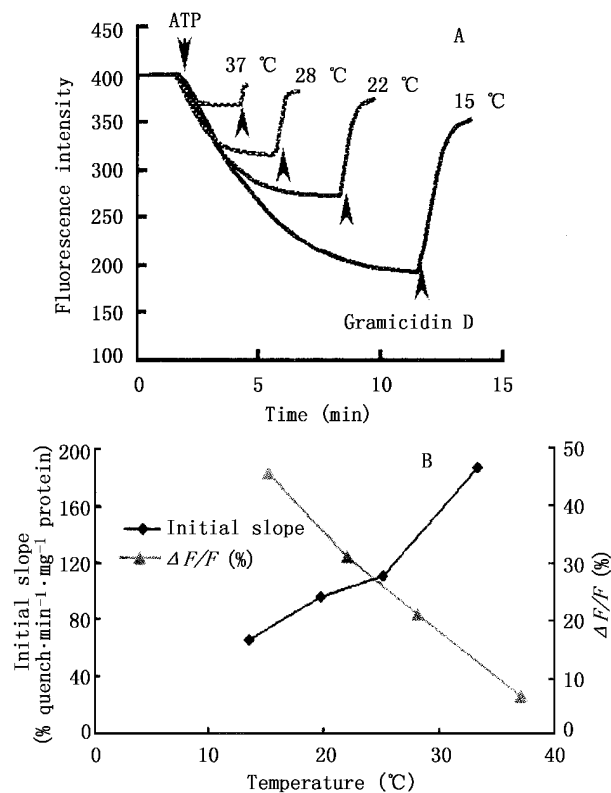 ATP
A
37 ℃
28 ℃
22 ℃
15 ℃
450
400
350
300
250
200
100
Fluorescence intensity
Gramicidin D
0
5
10
15
Time (min)
B
200
160
120
80
40
0
Initial slope
(% quench·min⁻¹·mg⁻¹ protein)
Initial slope
ΔF/F (%)
50
40
30
20
10
0
ΔF/F (%)
0
10
20
30
40
Temperature (℃)